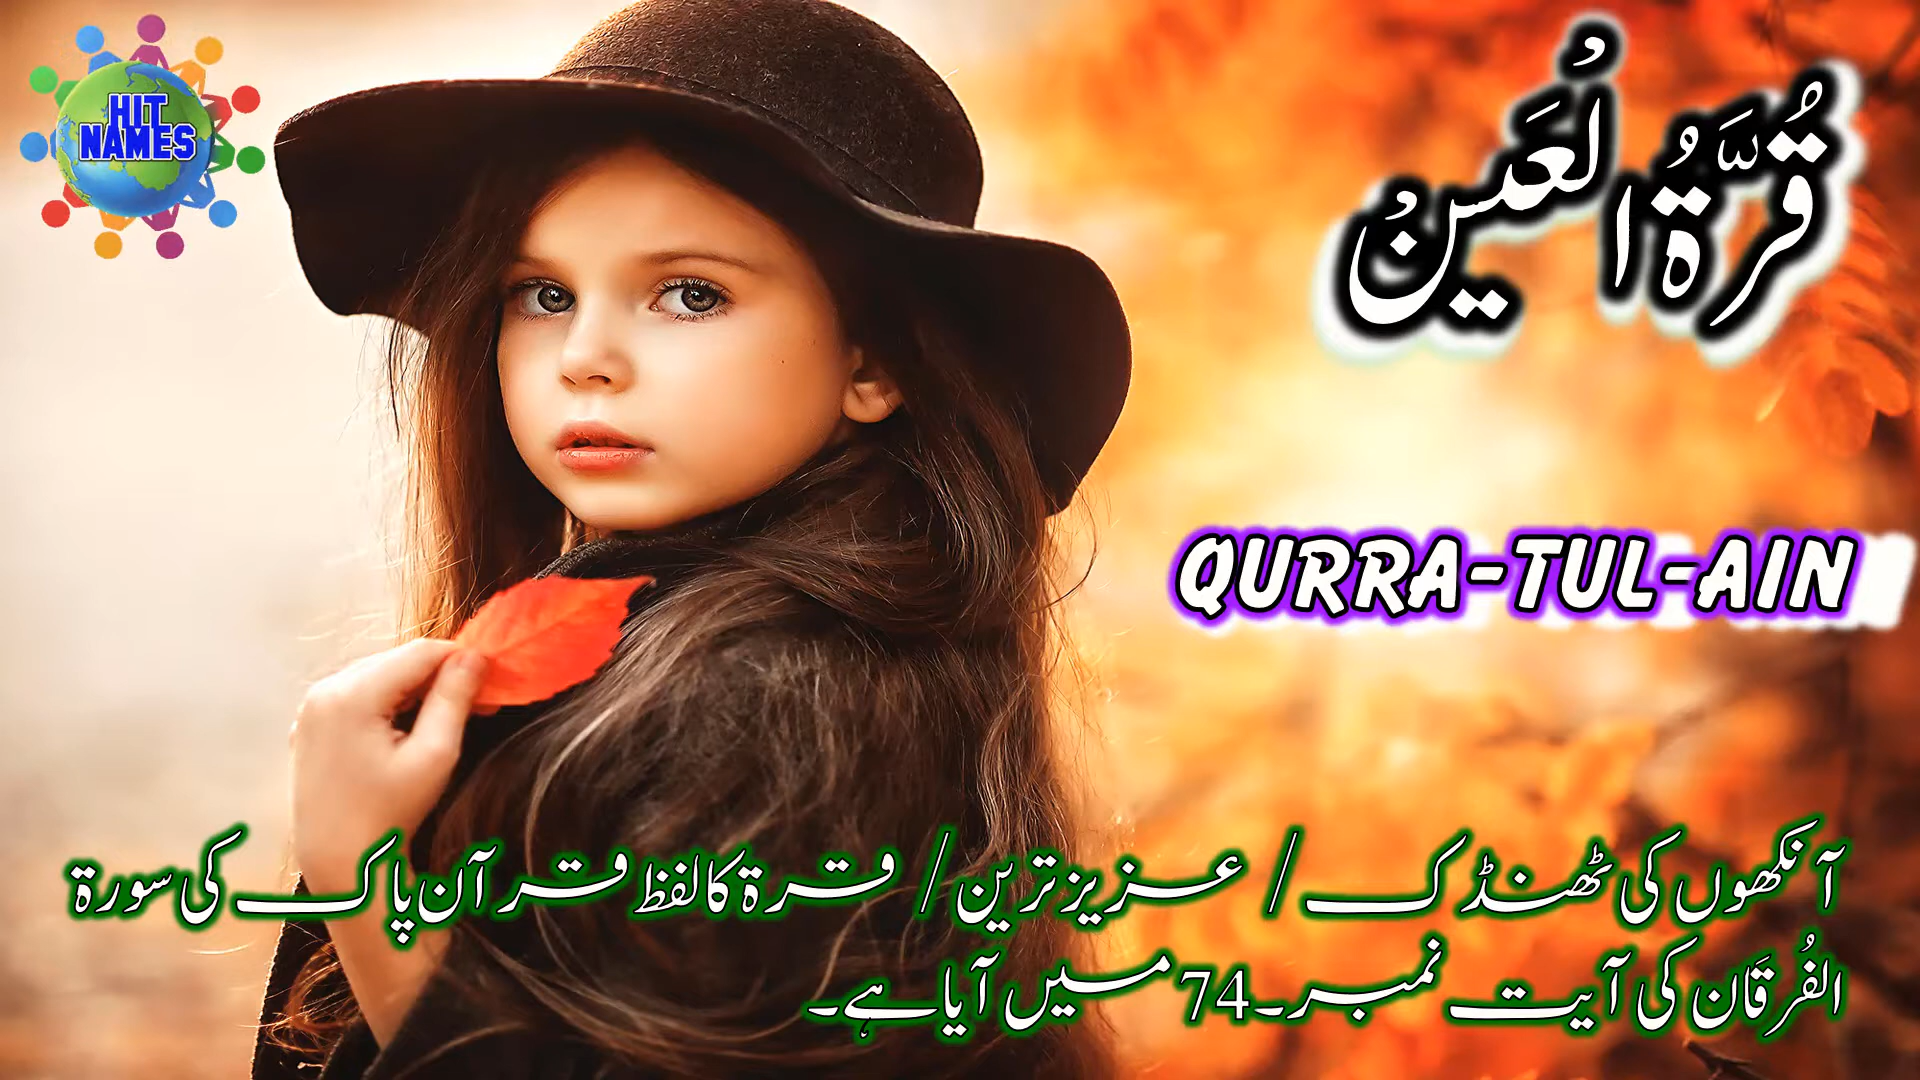 HIT
NAMES
قُرَّۃُ الُعَینُ
QURRA-TUL-AIN
آنکھوں کی ٹھنڈک / عزیز ترین / قرۃ کا لفظ قرآن پاک کی سورۃ
الفُرقَان کی آیت نمبر۔74 میں آیا ہے۔